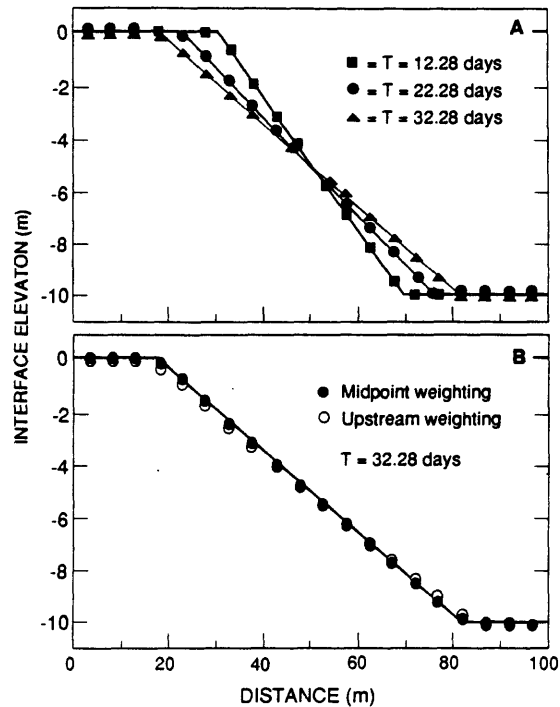 A
0
-2
-4
-6
-8
-10
■ = T = 12.28 days
● = T = 22.28 days
▲ = T = 32.28 days
INTERFACE ELEVATON (m)
B
0
-2
-4
-6
-8
-10
● Midpoint weighting
○ Upstream weighting
T = 32.28 days
0 20 40 60 80 100
DISTANCE (m)